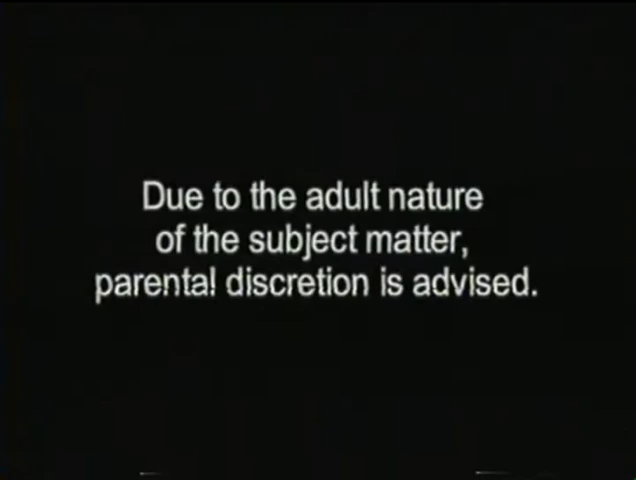 Due to the adult nature
of the subject matter,
parental discretion is advised.